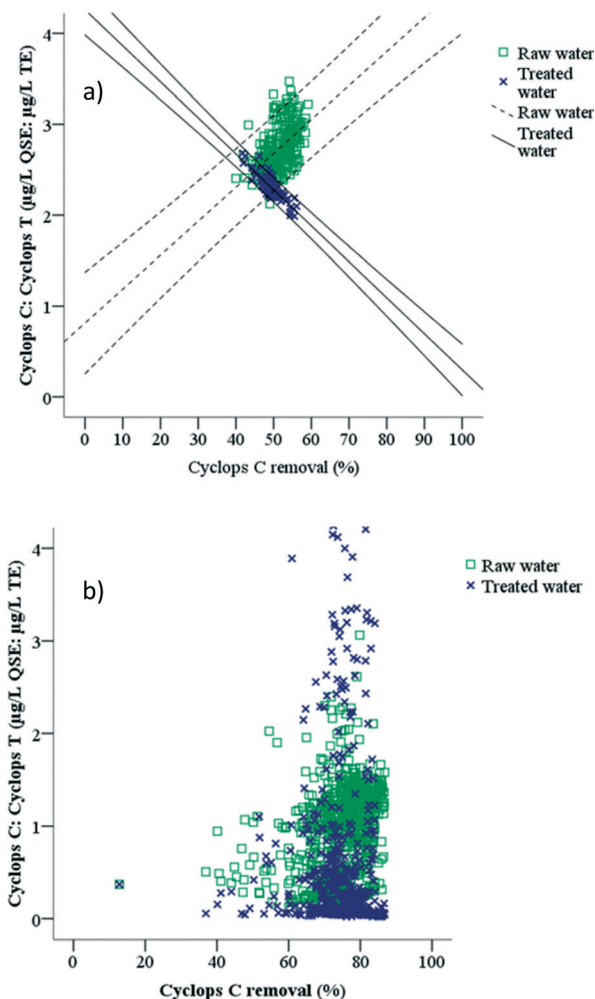 a)
Cyclops C: Cyclops T (µg/L QSE: µg/L TE)
4
3
2
1
0
0 10 20 30 40 50 60 70 80 90 100
Cyclops C removal (%)
Raw water
Treated
water
Raw water
Treated
water
b)
Cyclops C: Cyclops T (µg/L QSE: µg/L TE)
4
3
2
1
0
0 20 40 60 80 100
Cyclops C removal (%)
Raw water
Treated water